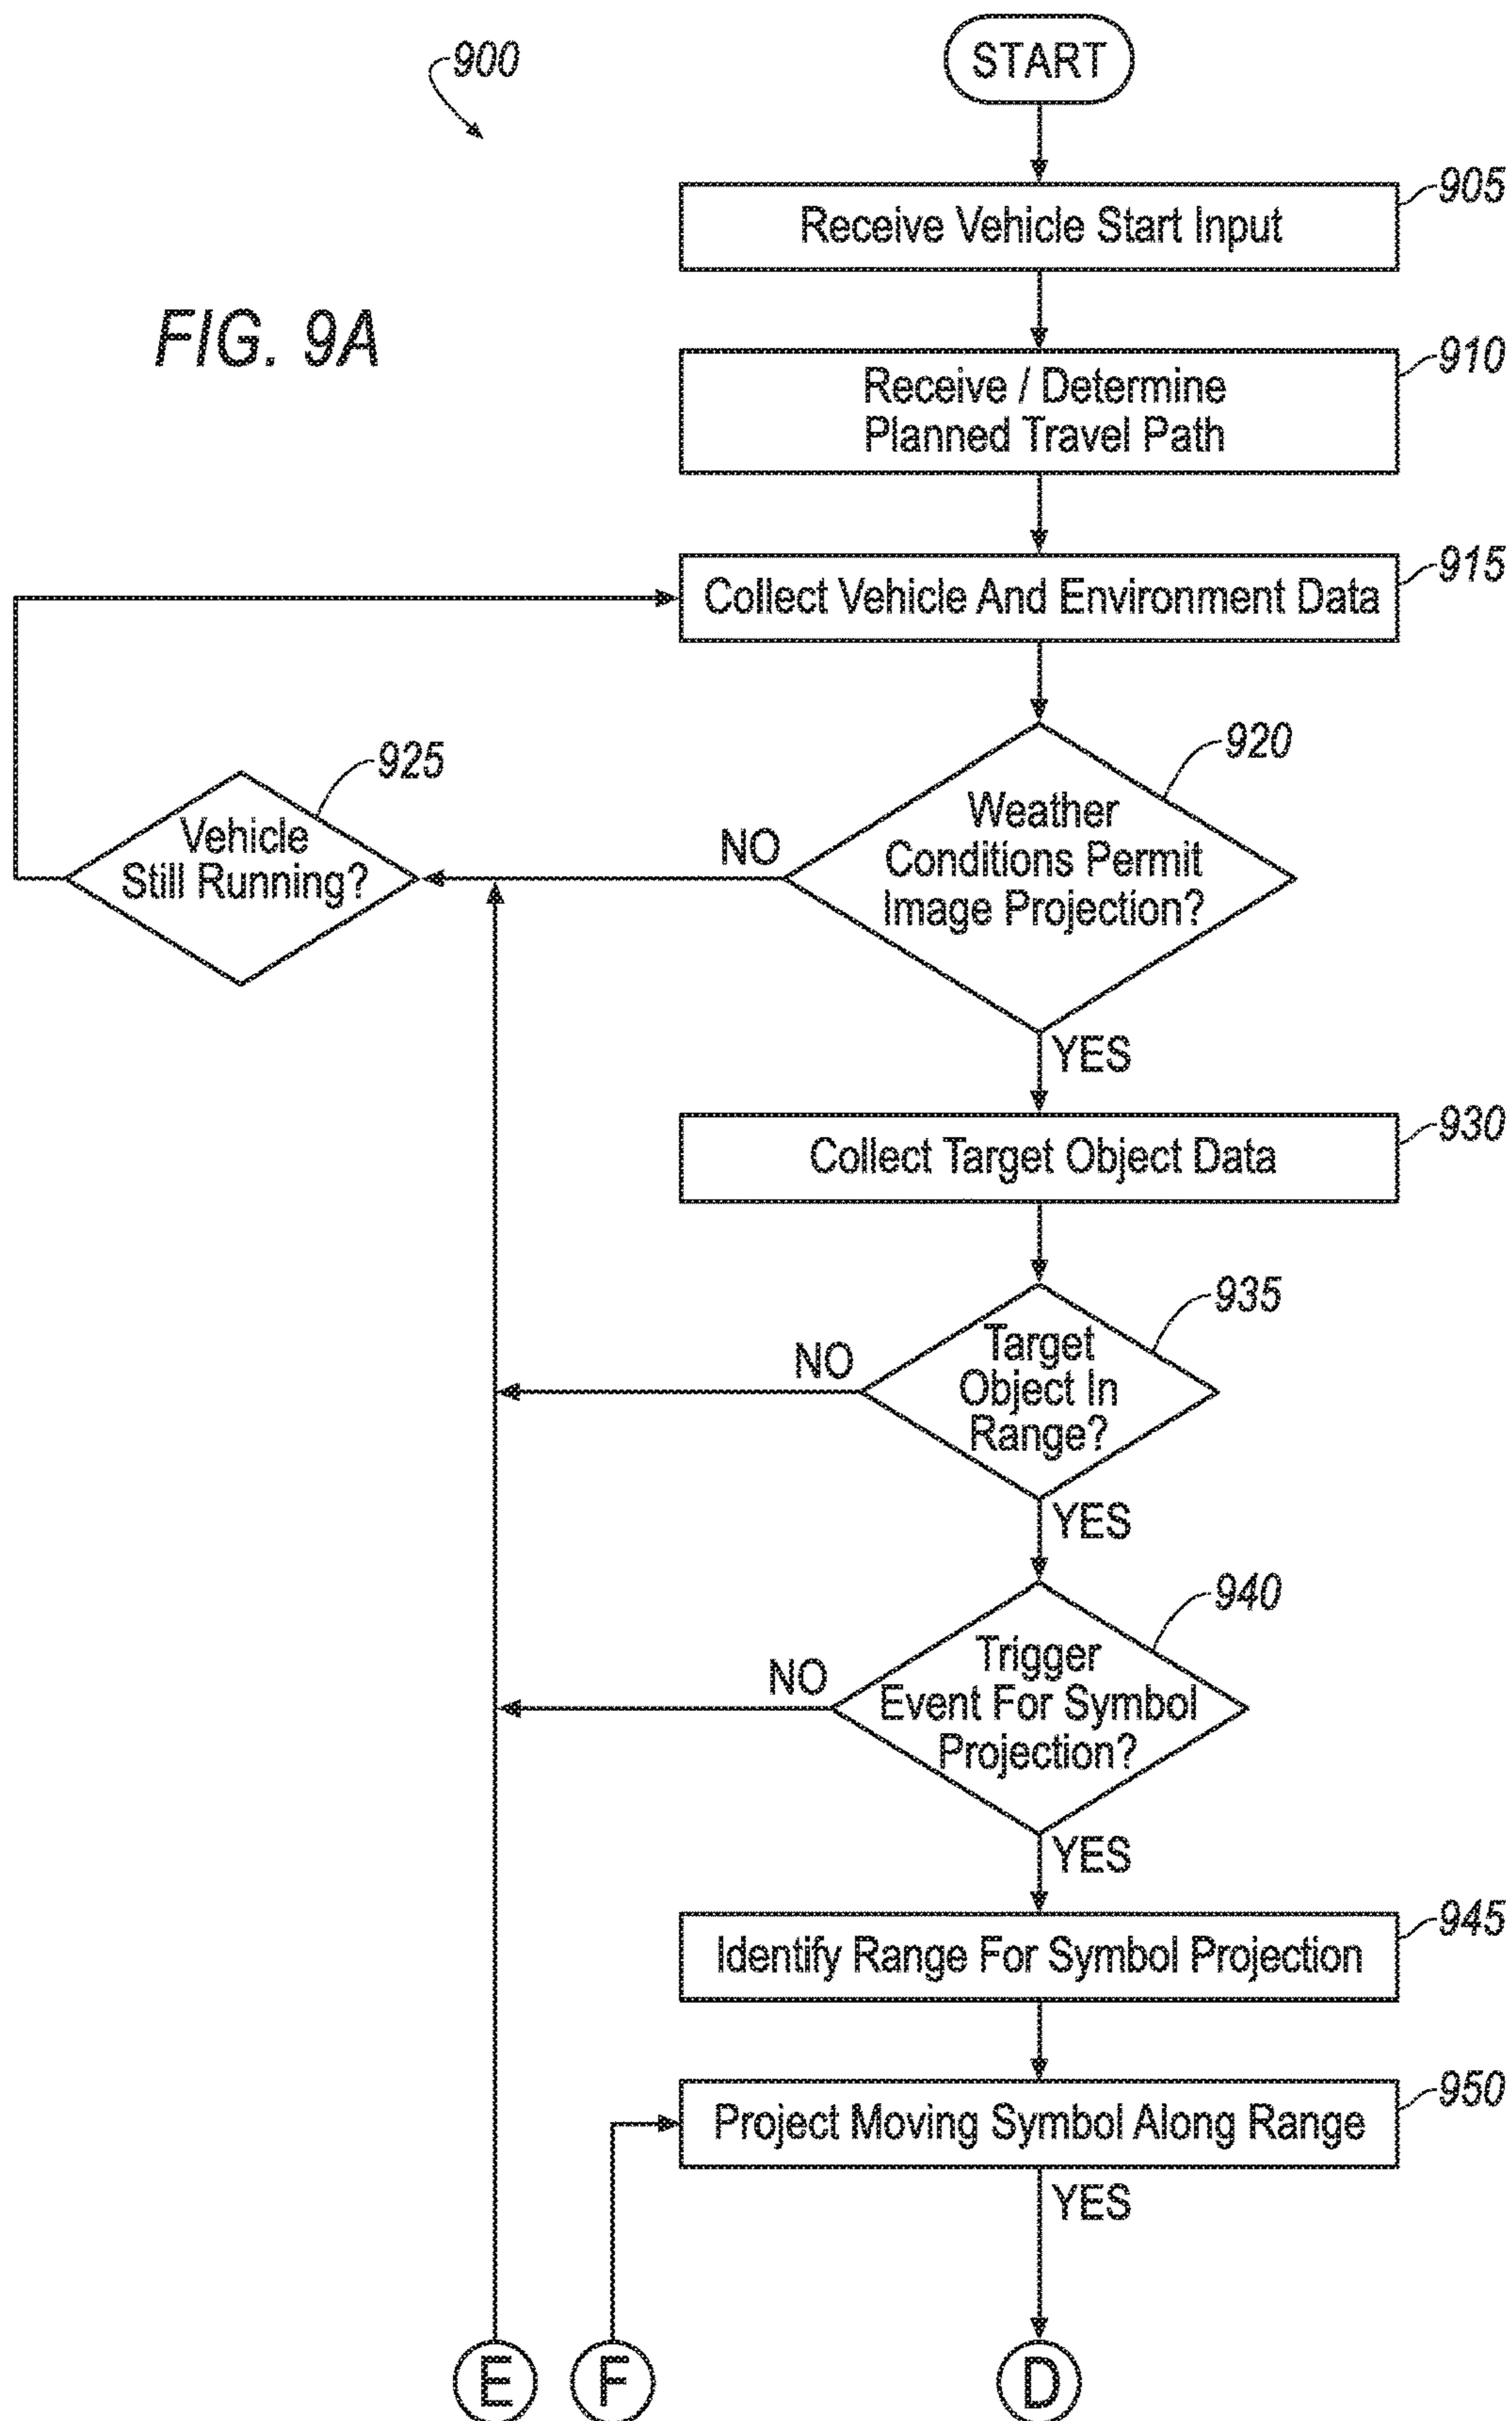 900
START
905
Receive Vehicle Start Input
FIG. 9A
910
Receive / Determine
Planned Travel Path
915
Collect Vehicle And Environment Data
920
925
Weather
Conditions Permit
Image Projection?
NO
Vehicle
Still Running?
YES
930
Collect Target Object Data
935
Target
Object In
Range?
NO
YES
940
Trigger
Event For Symbol
Projection?
NO
YES
945
Identify Range For Symbol Projection
950
Project Moving Symbol Along Range
YES
E
F
D